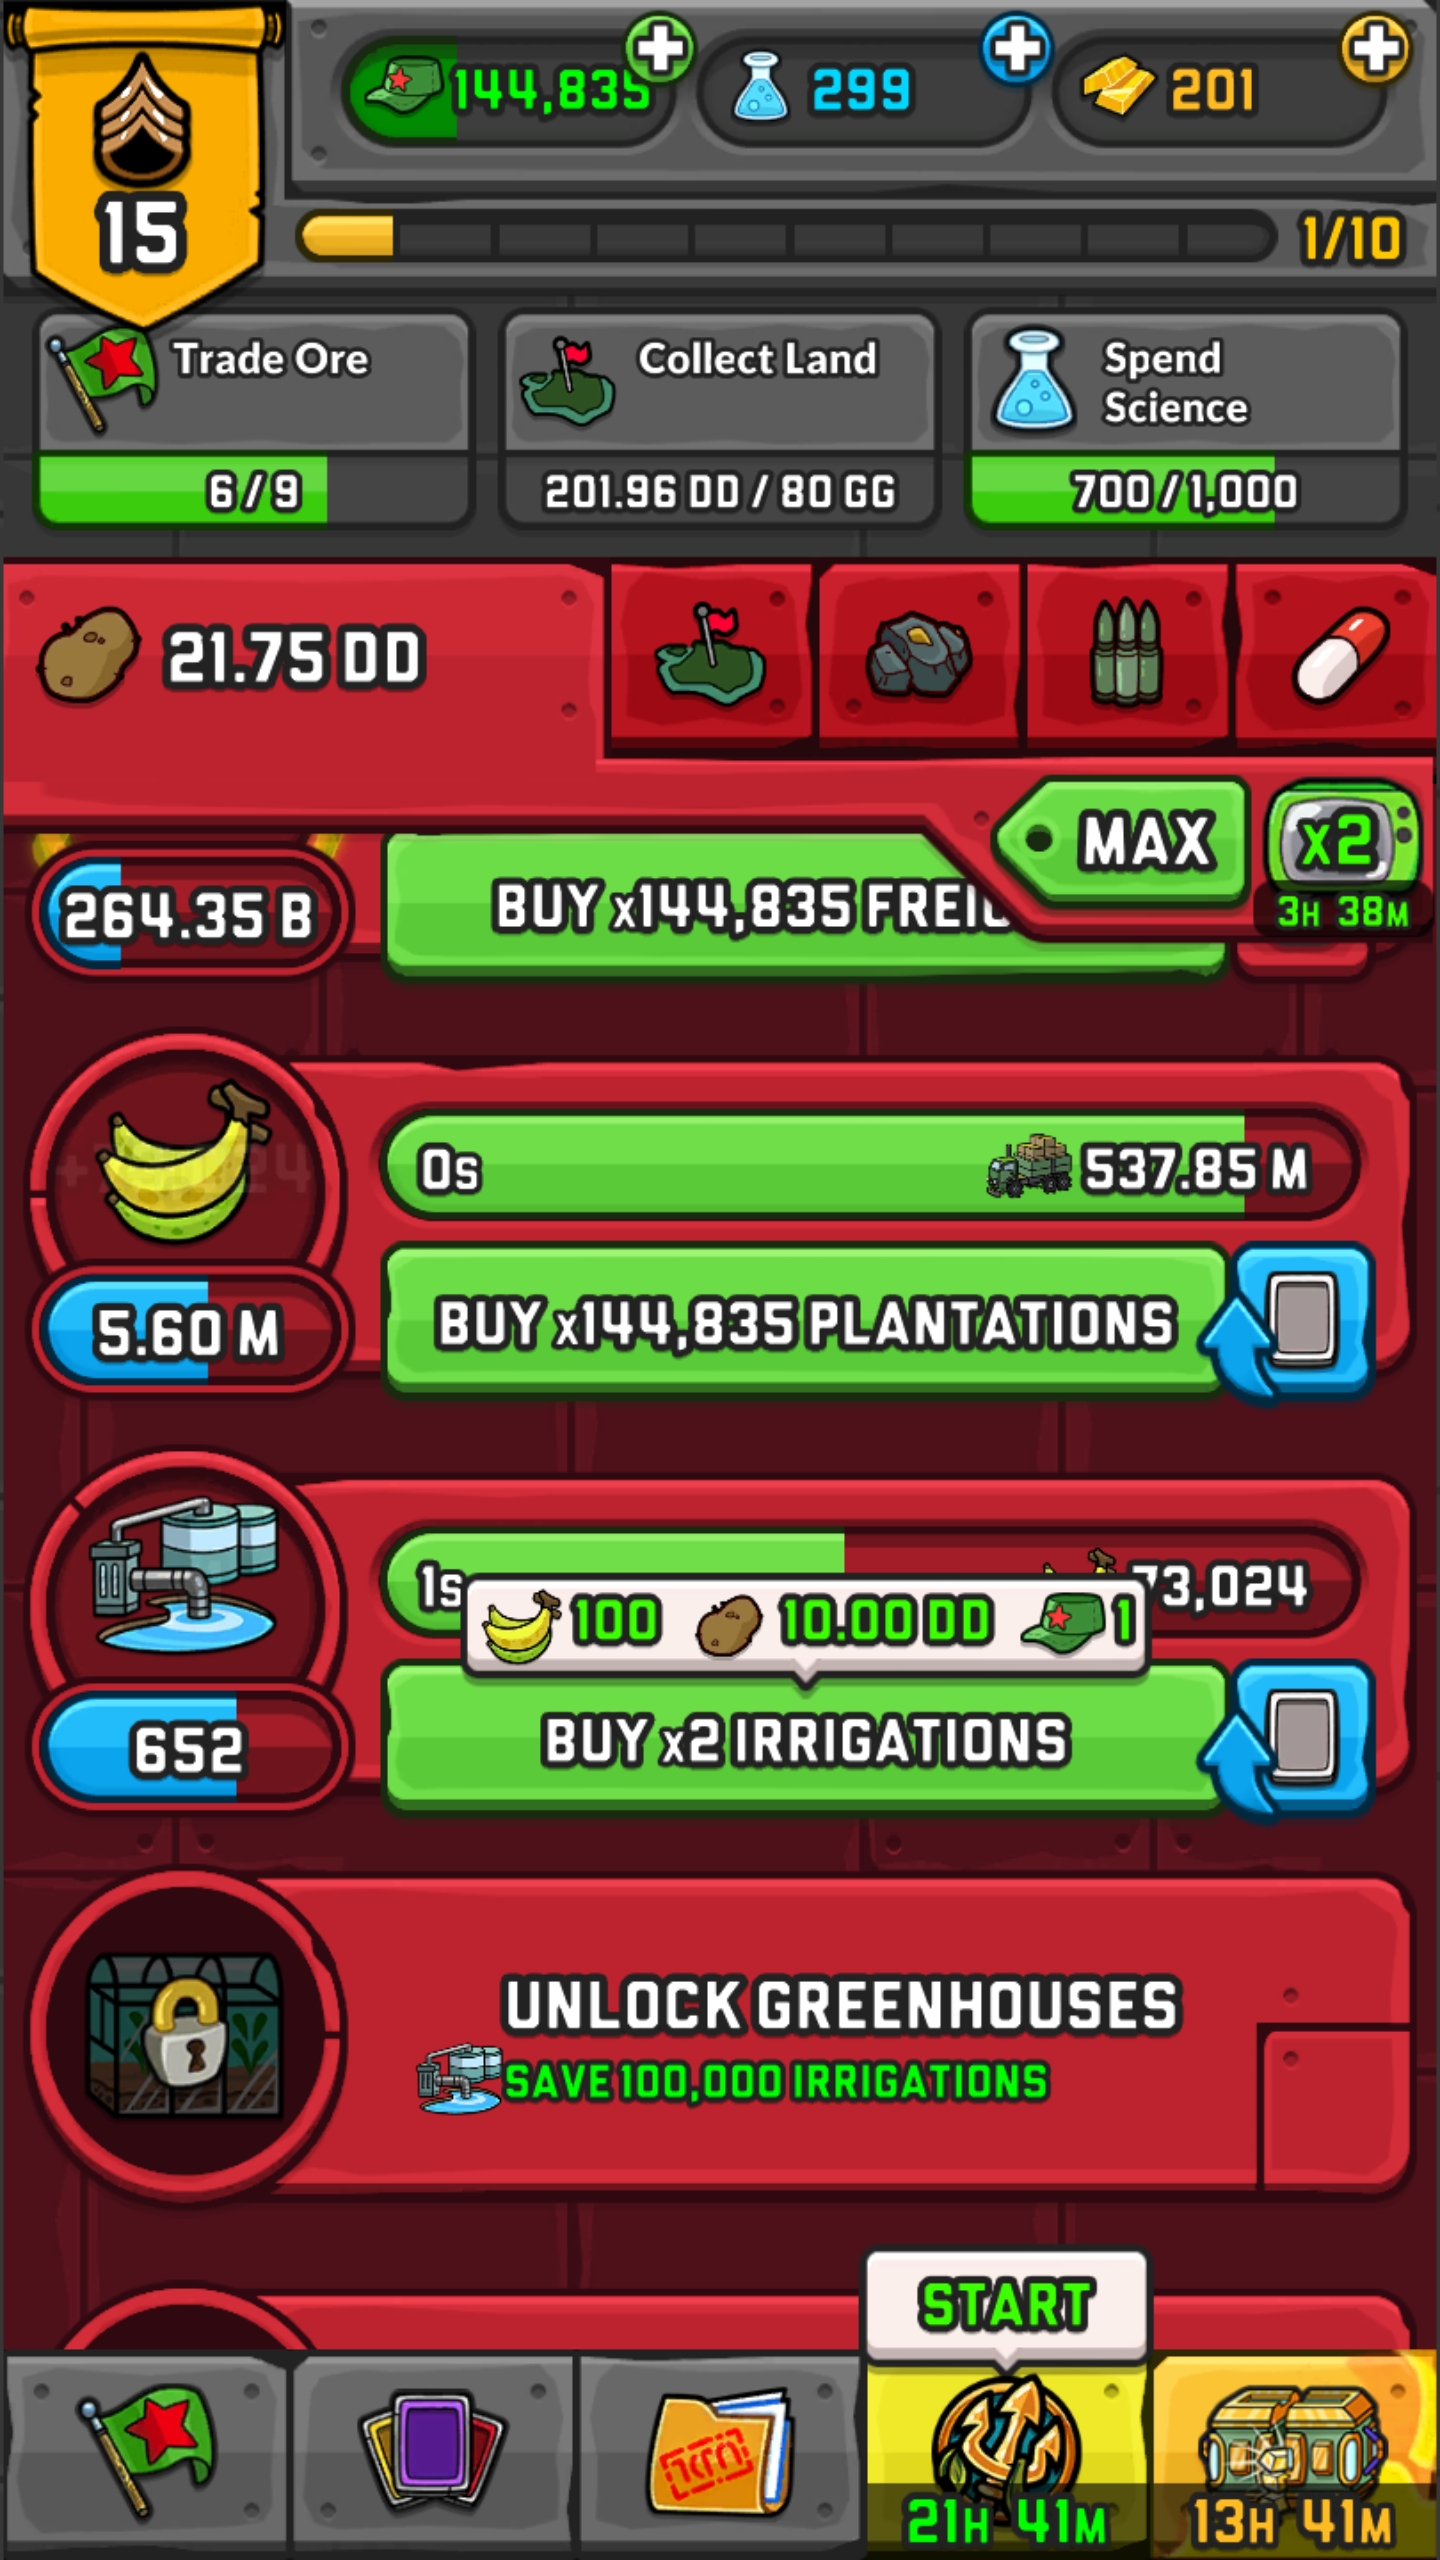 144,835
299
201
15
1/10
Trade Ore
6/9
Collect Land
201.96 DD / 80 GG
Spend
Science
700/1,000
21.75 DD
MAX
x2
3H 38M
264.35 B
BUY x144,835
0s
537.85 M
5.60 M
BUY x144,835 PLANTATIONS
1s
73,024
100
10.00 DD
1
652
BUY x2 IRRIGATIONS
UNLOCK GREENHOUSES
SAVE 100,000 IRRIGATIONS
START
21H 41M
13H 41M